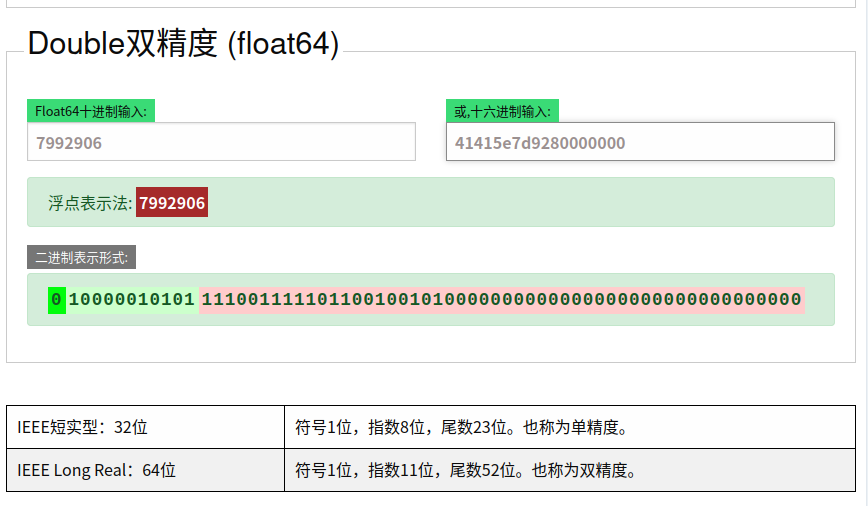 Double双精度 (float64)
Float64十进制输入:
7992906
或,十六进制输入:
41415e7d9280000000
浮点表示法: 7992906
二进制表示形式:
0 10000010101 1110011111011001001010000000000000000000000000000000
IEEE短实型：32位 符号1位，指数8位，尾数23位。也称为单精度。
IEEE Long Real：64位 符号1位，指数11位，尾数52位。也称为双精度。